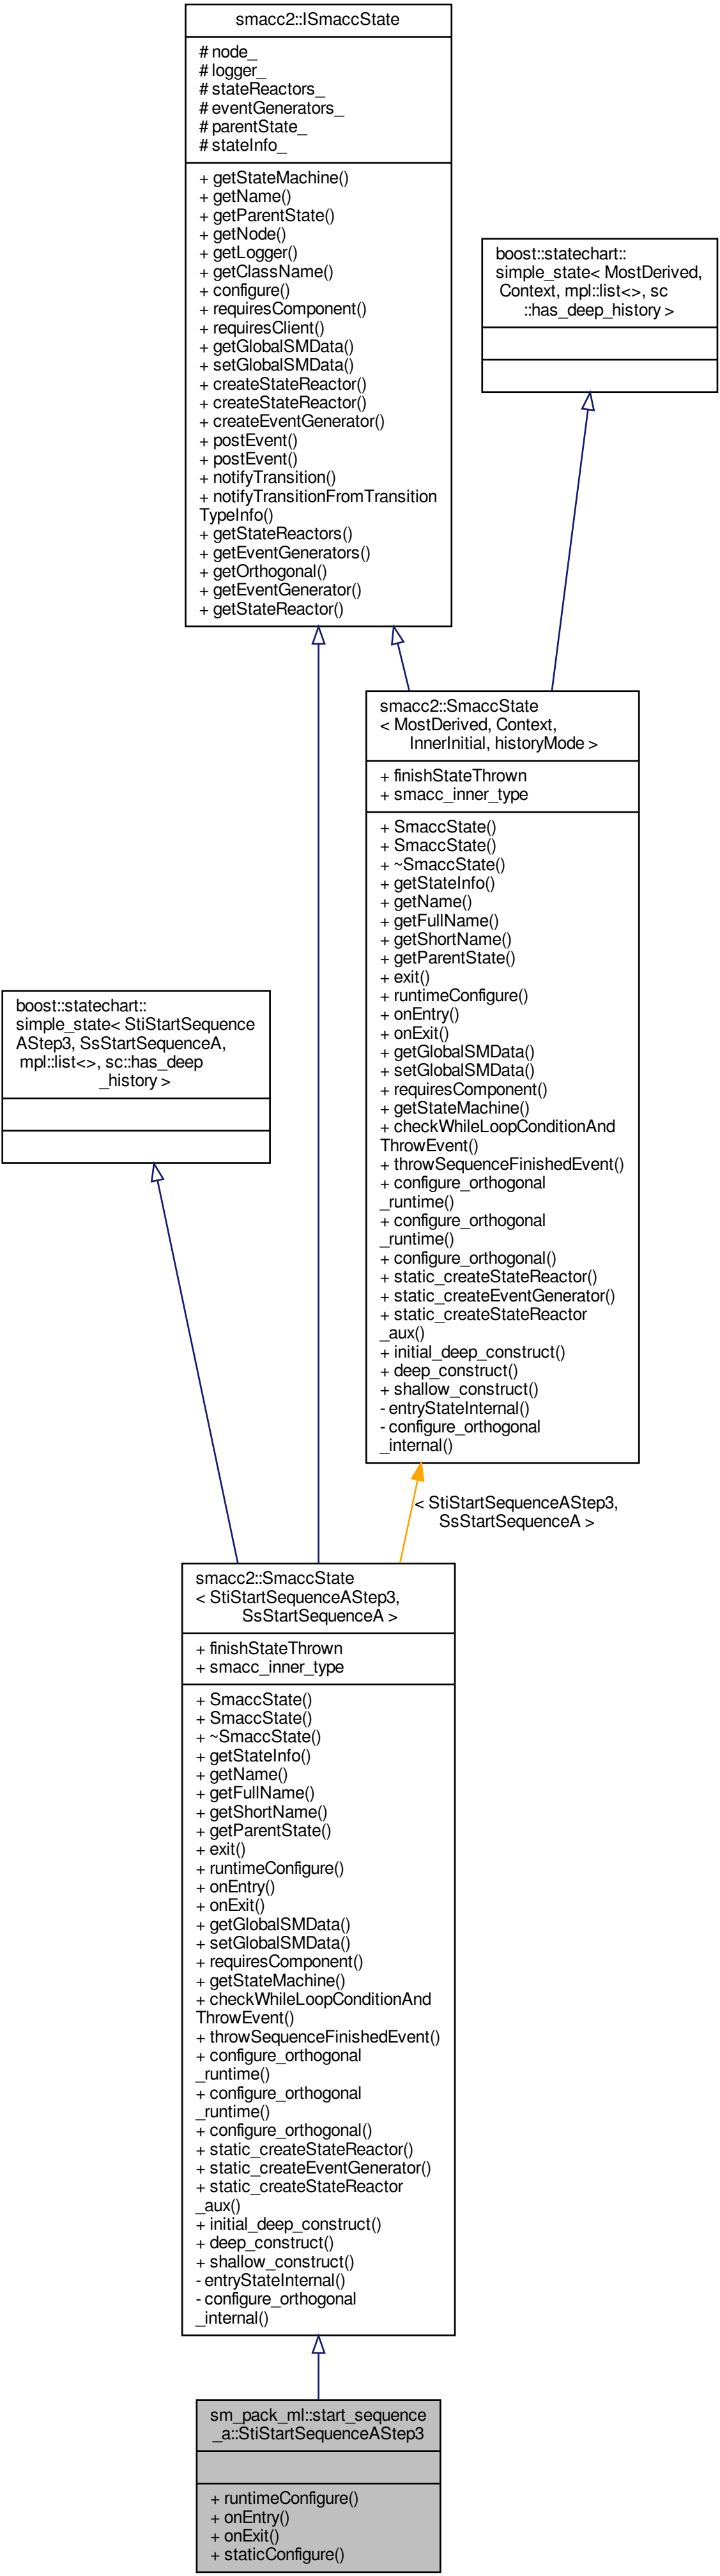 smacc2::ISmaccState
# node_
# logger_
# stateReactors_
# eventGenerators_
# parentState_
# stateInfo_
+ getStateMachine()
+ getName()
+ getParentState()
+ getNode()
+ getLogger()
+ getClassName()
+ configure()
+ requiresComponent()
+ requiresClient()
+ getGlobalSMData()
+ setGlobalSMData()
+ createStateReactor()
+ createStateReactor()
+ createEventGenerator()
+ postEvent()
+ postEvent()
+ notifyTransition()
+ notifyTransitionFromTransition
TypeInfo()
+ getStateReactors()
+ getEventGenerators()
+ getOrthogonal()
+ getEventGenerator()
+ getStateReactor()
boost::statechart::
simple_state< MostDerived,
Context, mpl::list<>, sc
::has_deep_history >
smacc2::SmaccState
< MostDerived, Context,
InnerInitial, historyMode >
+ finishStateThrown
+ smacc_inner_type
+ SmaccState()
+ SmaccState()
+ ~SmaccState()
+ getStateInfo()
+ getName()
+ getFullName()
+ getShortName()
+ getParentState()
+ exit()
+ runtimeConfigure()
+ onEntry()
+ onExit()
+ getGlobalSMData()
+ setGlobalSMData()
+ requiresComponent()
+ getStateMachine()
+ checkWhileLoopConditionAnd
ThrowEvent()
+ throwSequenceFinishedEvent()
+ configure_orthogonal
_runtime()
+ configure_orthogonal
_runtime()
+ configure_orthogonal()
+ static_createStateReactor()
+ static_createEventGenerator()
+ static_createStateReactor
_aux()
+ initial_deep_construct()
+ deep_construct()
+ shallow_construct()
- entryStateInternal()
- configure_orthogonal
_internal()
boost::statechart::
simple_state< StiStartSequence
AStep3, SsStartSequenceA,
mpl::list<>, sc::has_deep
_history >
< StiStartSequenceAStep3,
SsStartSequenceA >
smacc2::SmaccState
< StiStartSequenceAStep3,
SsStartSequenceA >
+ finishStateThrown
+ smacc_inner_type
+ SmaccState()
+ SmaccState()
+ ~SmaccState()
+ getStateInfo()
+ getName()
+ getFullName()
+ getShortName()
+ getParentState()
+ exit()
+ runtimeConfigure()
+ onEntry()
+ onExit()
+ getGlobalSMData()
+ setGlobalSMData()
+ requiresComponent()
+ getStateMachine()
+ checkWhileLoopConditionAnd
ThrowEvent()
+ throwSequenceFinishedEvent()
+ configure_orthogonal
_runtime()
+ configure_orthogonal
_runtime()
+ configure_orthogonal()
+ static_createStateReactor()
+ static_createEventGenerator()
+ static_createStateReactor
_aux()
+ initial_deep_construct()
+ deep_construct()
+ shallow_construct()
- entryStateInternal()
- configure_orthogonal
_internal()
sm_pack_ml::start_sequence
_a::StiStartSequenceAStep3
+ runtimeConfigure()
+ onEntry()
+ onExit()
+ staticConfigure()